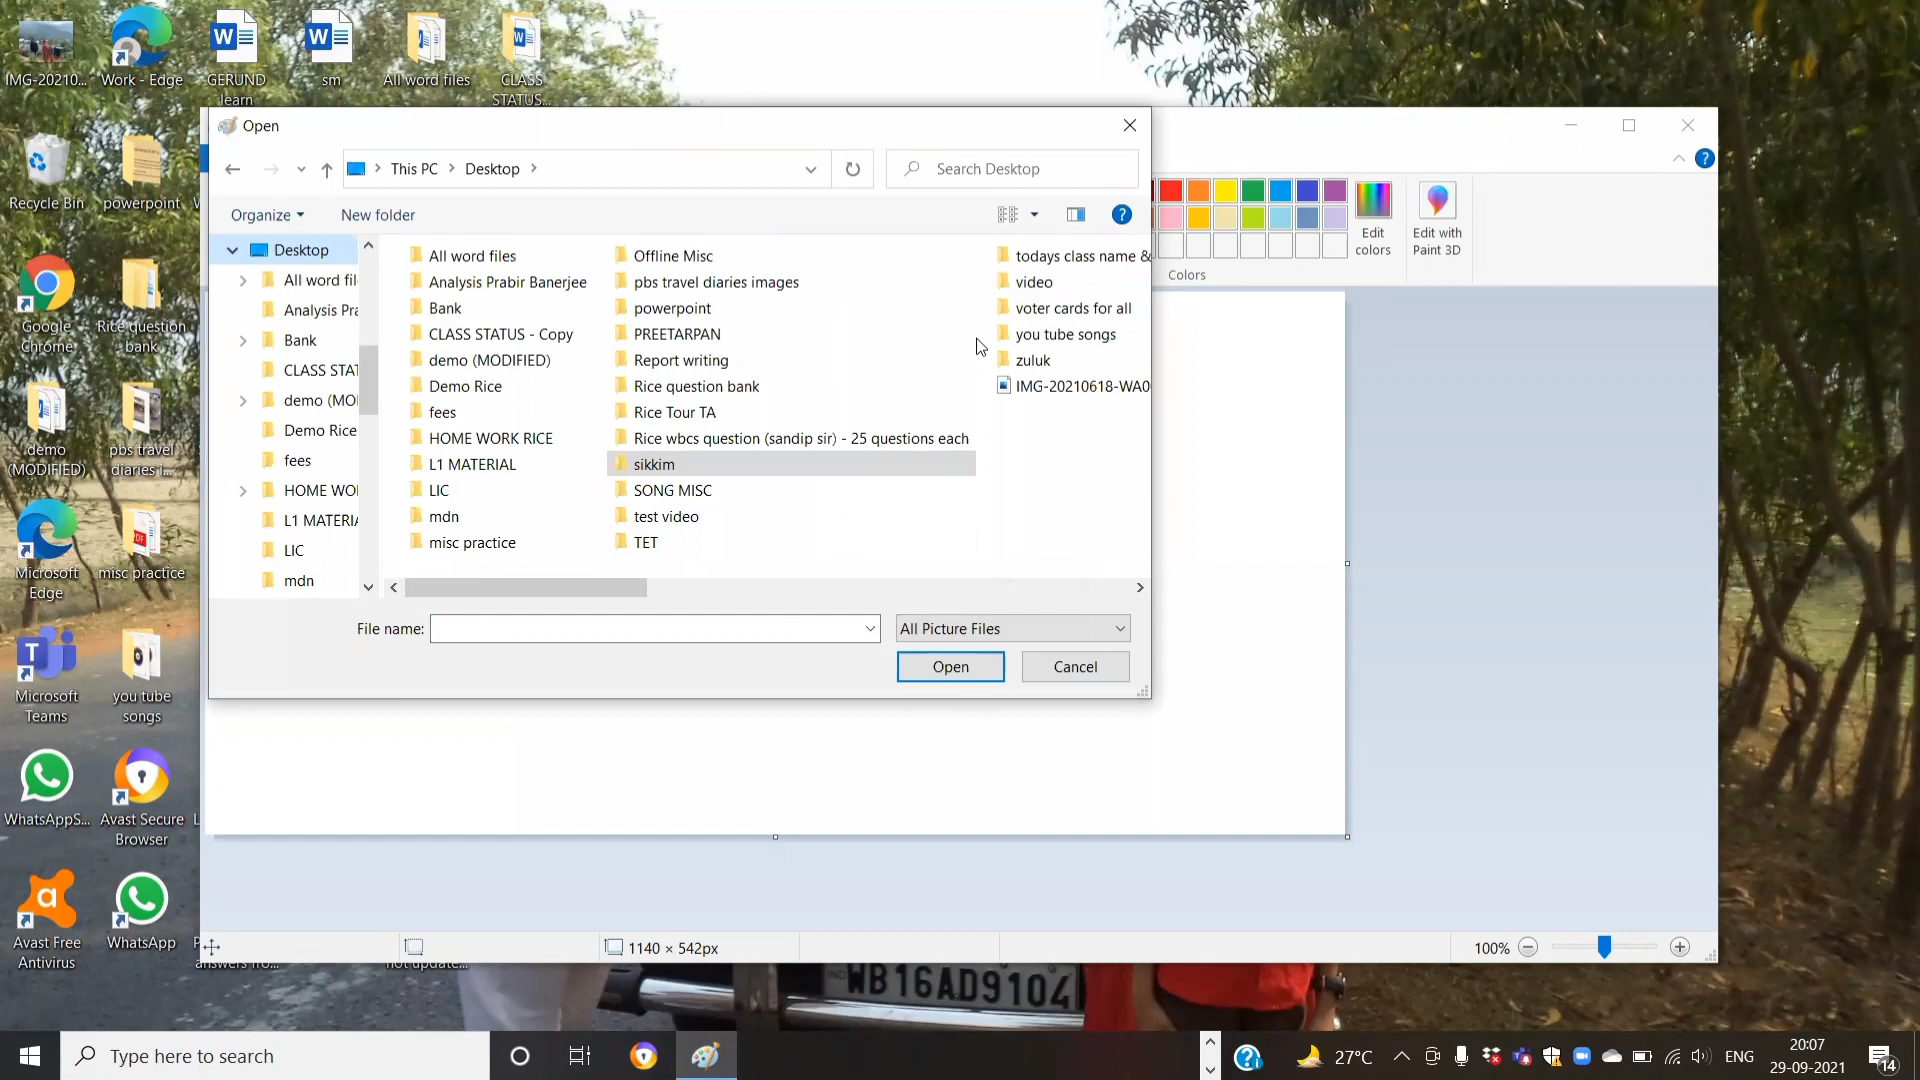 IMG-20210...
Work - Edge
GERUND
learn
sm
All word files
CLASS
STATUS...
Recycle Bin
powerpoint
Google
Chrome
Rice question
bank
demo
(MODIFIED)
pbs travel
diaries i...
Microsoft
Edge
misc practice
Microsoft
Teams
you tube
songs
WhatsAppS...
Avast Secure
Browser
Avast Free
Antivirus
WhatsApp
answers fro...
not update...
Open
This PC
Desktop
Search Desktop
Organize
New folder
Desktop
All word fil
Analysis Pra
Bank
CLASS STAT
demo (MO
Demo Rice
fees
HOME WO
L1 MATERIA
LIC
mdn
All word files
Analysis Prabir Banerjee
Bank
CLASS STATUS - Copy
demo (MODIFIED)
Demo Rice
fees
HOME WORK RICE
L1 MATERIAL
LIC
mdn
misc practice
Offline Misc
pbs travel diaries images
powerpoint
PREETARPAN
Report writing
Rice question bank
Rice Tour TA
Rice wbcs question (sandip sir) - 25 questions each
sikkim
SONG MISC
test video
TET
todays class name &
video
voter cards for all
you tube songs
zuluk
IMG-20210618-WA0
File name:
All Picture Files
Open
Cancel
Edit
colors
Edit with
Paint 3D
Colors
1140 × 542px
100%
WB16AD9104
Type here to search
27°C
ENG
20:07
29-09-2021
14